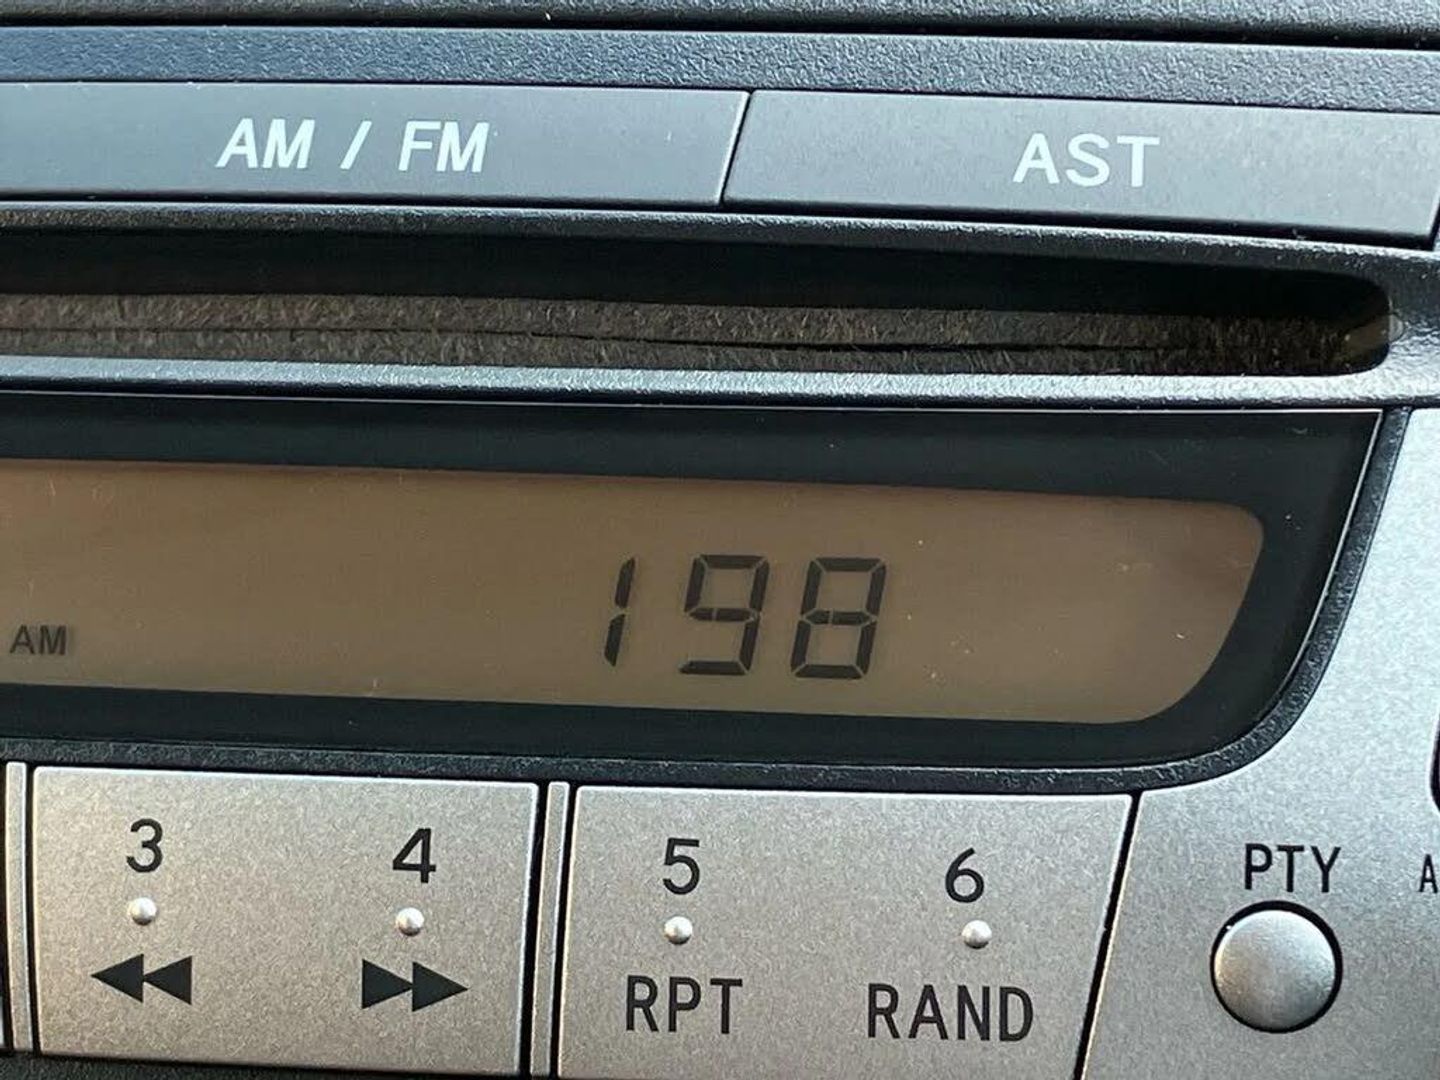 AM / FM AST
AM 198
3 4 5 6
RPT RAND
PTY
A